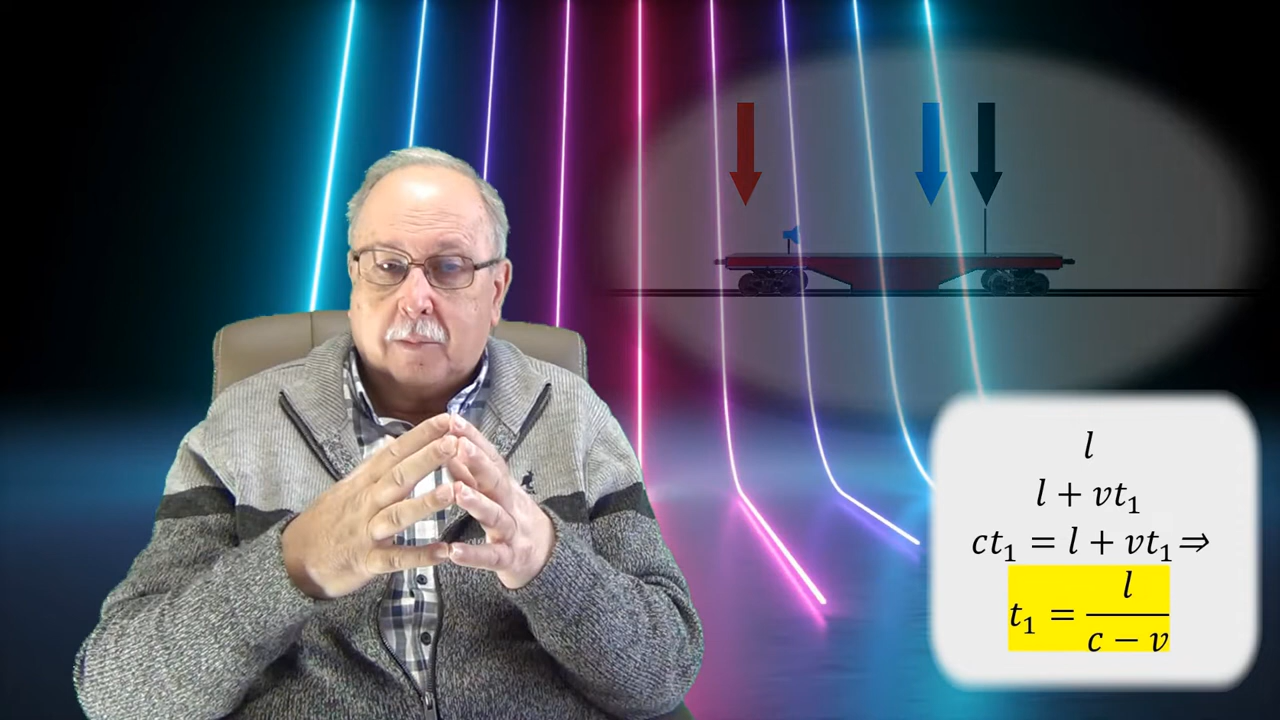 l
l + vt₁
ct₁ = l + vt₁ ⇒
t₁ = l / (c − v)